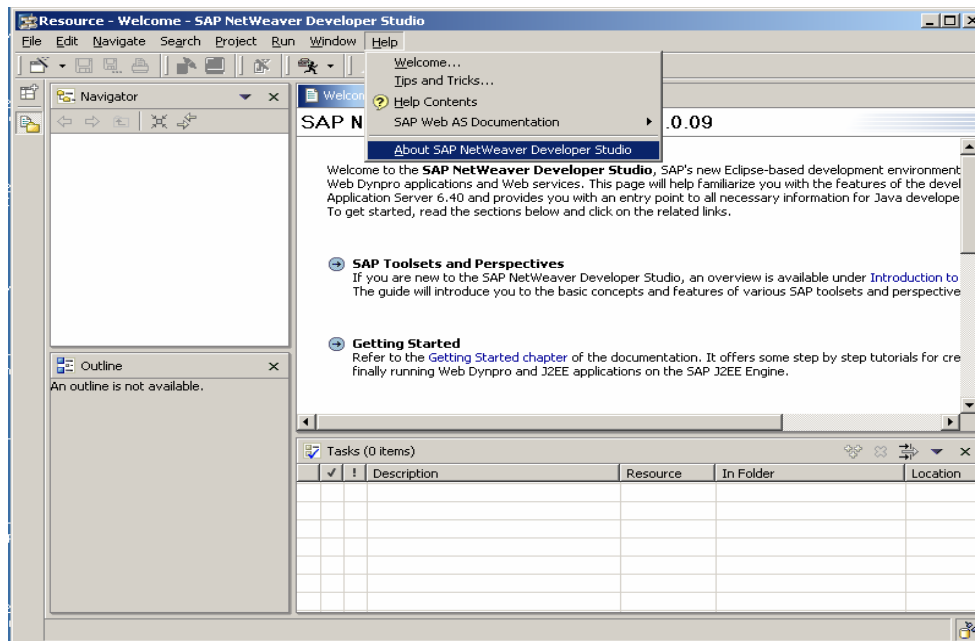 Resource - Welcome - SAP NetWeaver Developer Studio
File Edit Navigate Search Project Run Window Help
Welcome...
Tips and Tricks...
Help Contents
SAP Web AS Documentation
About SAP NetWeaver Developer Studio
Navigator
SAP N .0.09
Welcome to the SAP NetWeaver Developer Studio, SAP's new Eclipse-based development environment
Web Dynpro applications and Web services. This page will help familiarize you with the features of the devel
Application Server 6.40 and provides you with an entry point to all necessary information for Java develope
To get started, read the sections below and click on the related links.
SAP Toolsets and Perspectives
If you are new to the SAP NetWeaver Developer Studio, an overview is available under Introduction to
The guide will introduce you to the basic concepts and features of various SAP toolsets and perspective
Getting Started
Refer to the Getting Started chapter of the documentation. It offers some step by step tutorials for cre
finally running Web Dynpro and J2EE applications on the SAP J2EE Engine.
Outline
An outline is not available.
Tasks (0 items)
! Description Resource In Folder Location